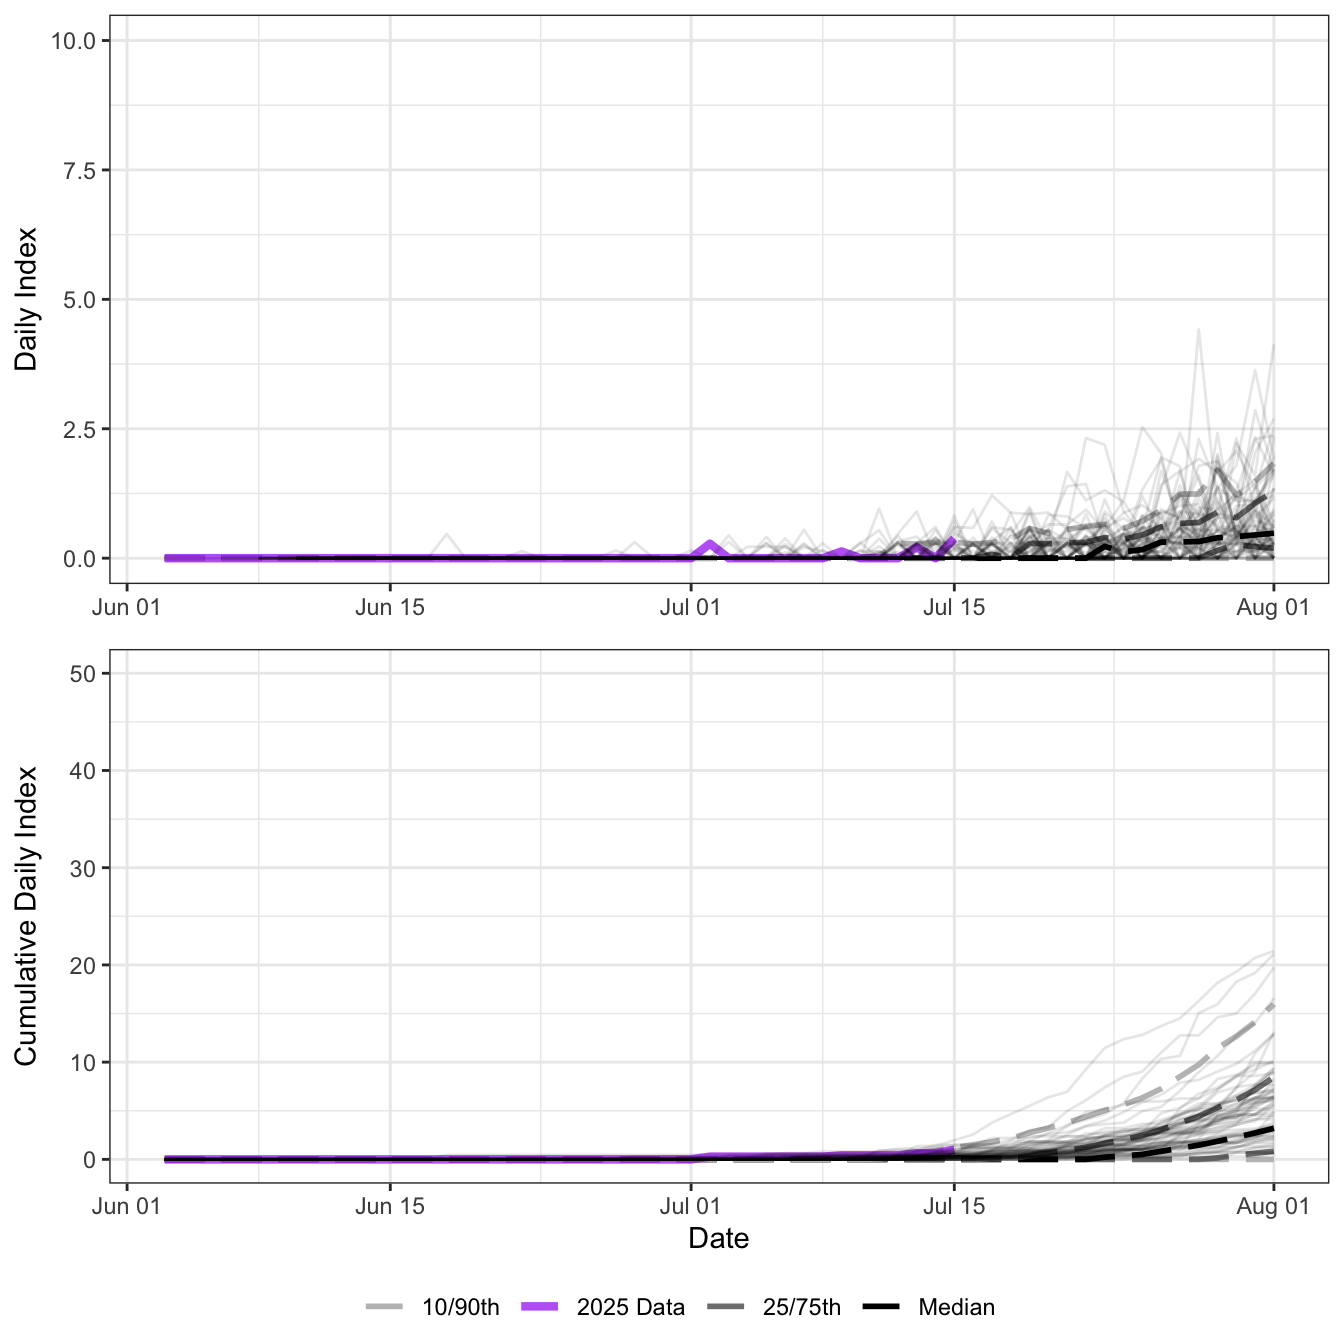 Daily Index
10.0
7.5
5.0
2.5
0.0
Jun 01 Jun 15 Jul 01 Jul 15 Aug 01
Cumulative Daily Index
50
40
30
20
10
0
Jun 01 Jun 15 Jul 01 Jul 15 Aug 01
Date
10/90th 2025 Data 25/75th Median